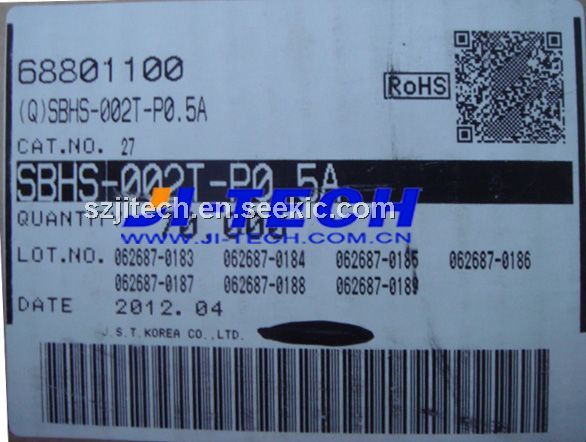 68801100
RoHS
(Q)SBHS-002T-P0.5A
CAT.NO. 27
SBHS-002T-P0.5A
JI-TECH
szjitech.en.seekic.com
QUANTITY
WWW.JI-TECH.COM.CN
LOT.NO. 062687-0183 062687-0184 062687-0185 062687-0186
062687-0187 062687-0188 062687-0189
DATE 2012.04
J.S.T.KOREA CO.,LTD.